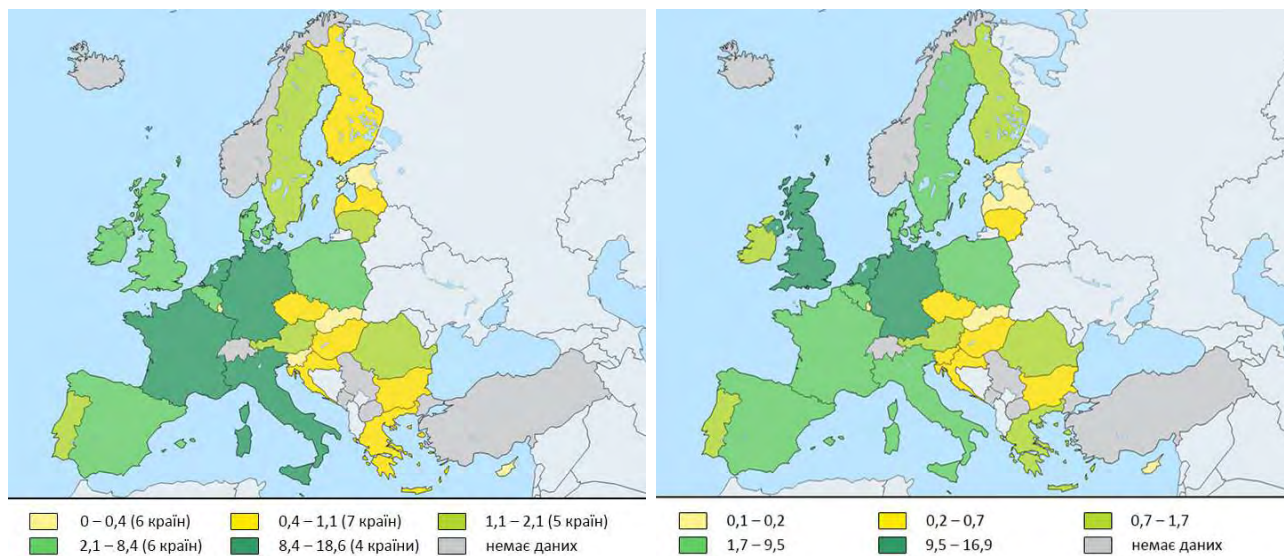 0 – 0,4 (6 країн)
0,4 – 1,1 (7 країн)
1,1 – 2,1 (5 країн)
2,1 – 8,4 (6 країн)
8,4 – 18,6 (4 країни)
немає даних
0,1 – 0,2
0,2 – 0,7
0,7 – 1,7
1,7 – 9,5
9,5 – 16,9
немає даних